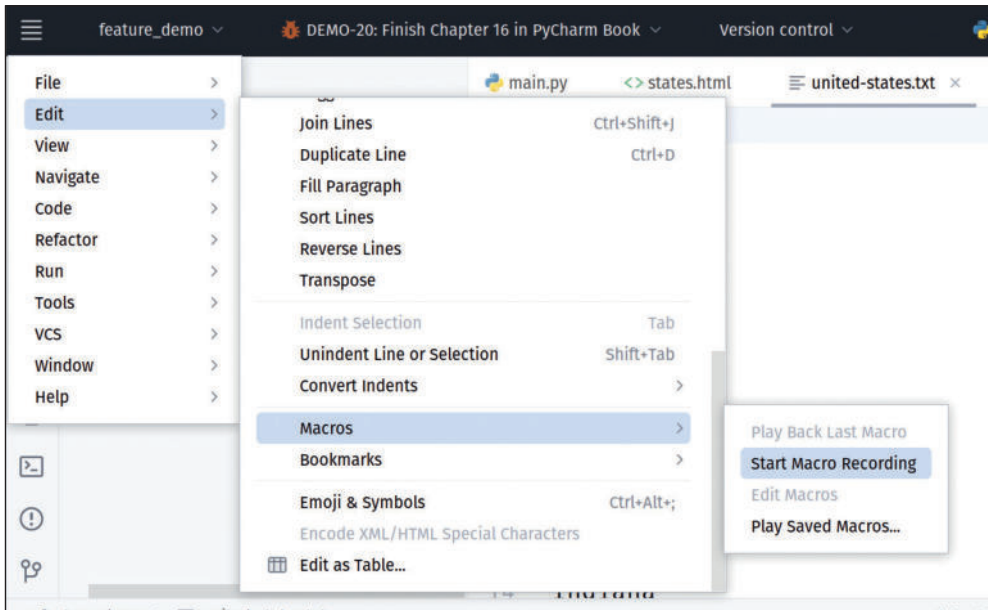 feature_demo
DEMO-20: Finish Chapter 16 in PyCharm Book
Version control
File
Edit
View
Navigate
Code
Refactor
Run
Tools
VCS
Window
Help
main.py
<> states.html
united-states.txt ×
Join Lines Ctrl+Shift+J
Duplicate Line Ctrl+D
Fill Paragraph
Sort Lines
Reverse Lines
Transpose
Indent Selection Tab
Unindent Line or Selection Shift+Tab
Convert Indents
Macros
Bookmarks
Emoji & Symbols Ctrl+Alt+;
Encode XML/HTML Special Characters
Edit as Table...
Play Back Last Macro
Start Macro Recording
Edit Macros
Play Saved Macros...
14 Indiana